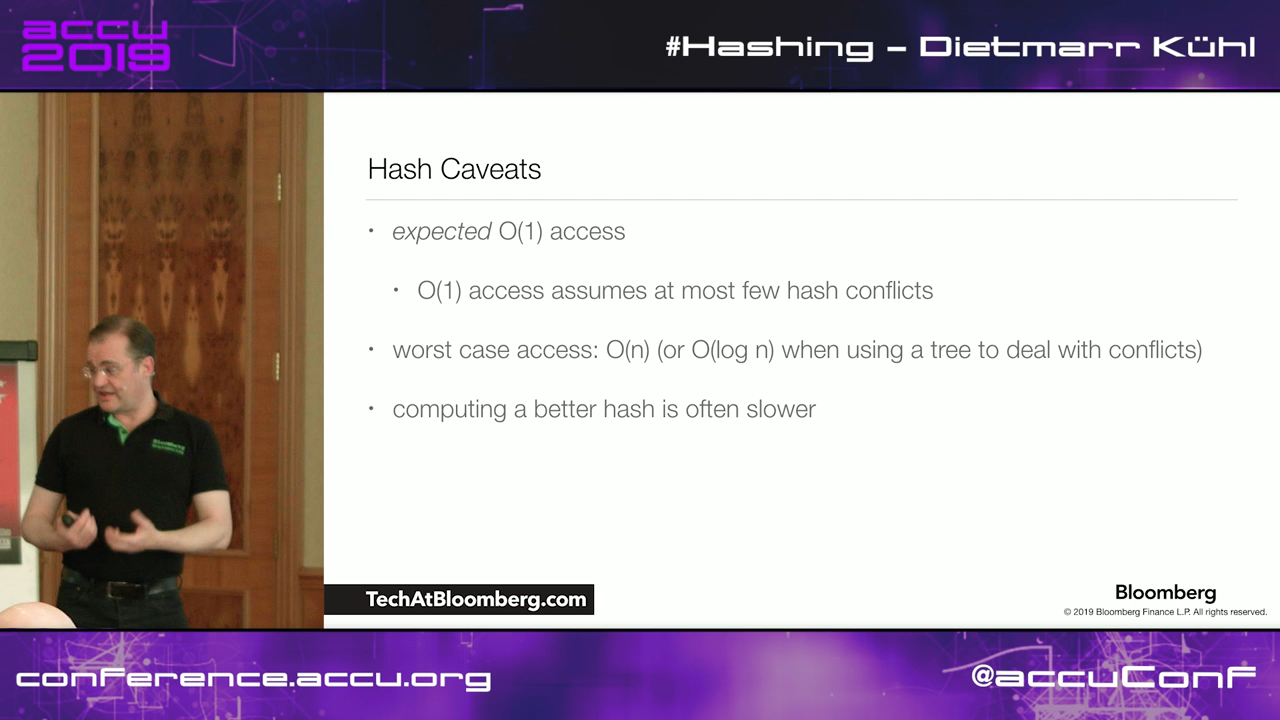 accu
2019
#Hashing – Dietmarr Kühl
Hash Caveats
• expected O(1) access
• O(1) access assumes at most few hash conflicts
• worst case access: O(n) (or O(log n) when using a tree to deal with conflicts)
• computing a better hash is often slower
TechAtBloomberg.com
Bloomberg
© 2019 Bloomberg Finance L.P. All rights reserved.
conference.accu.org
@accuConf